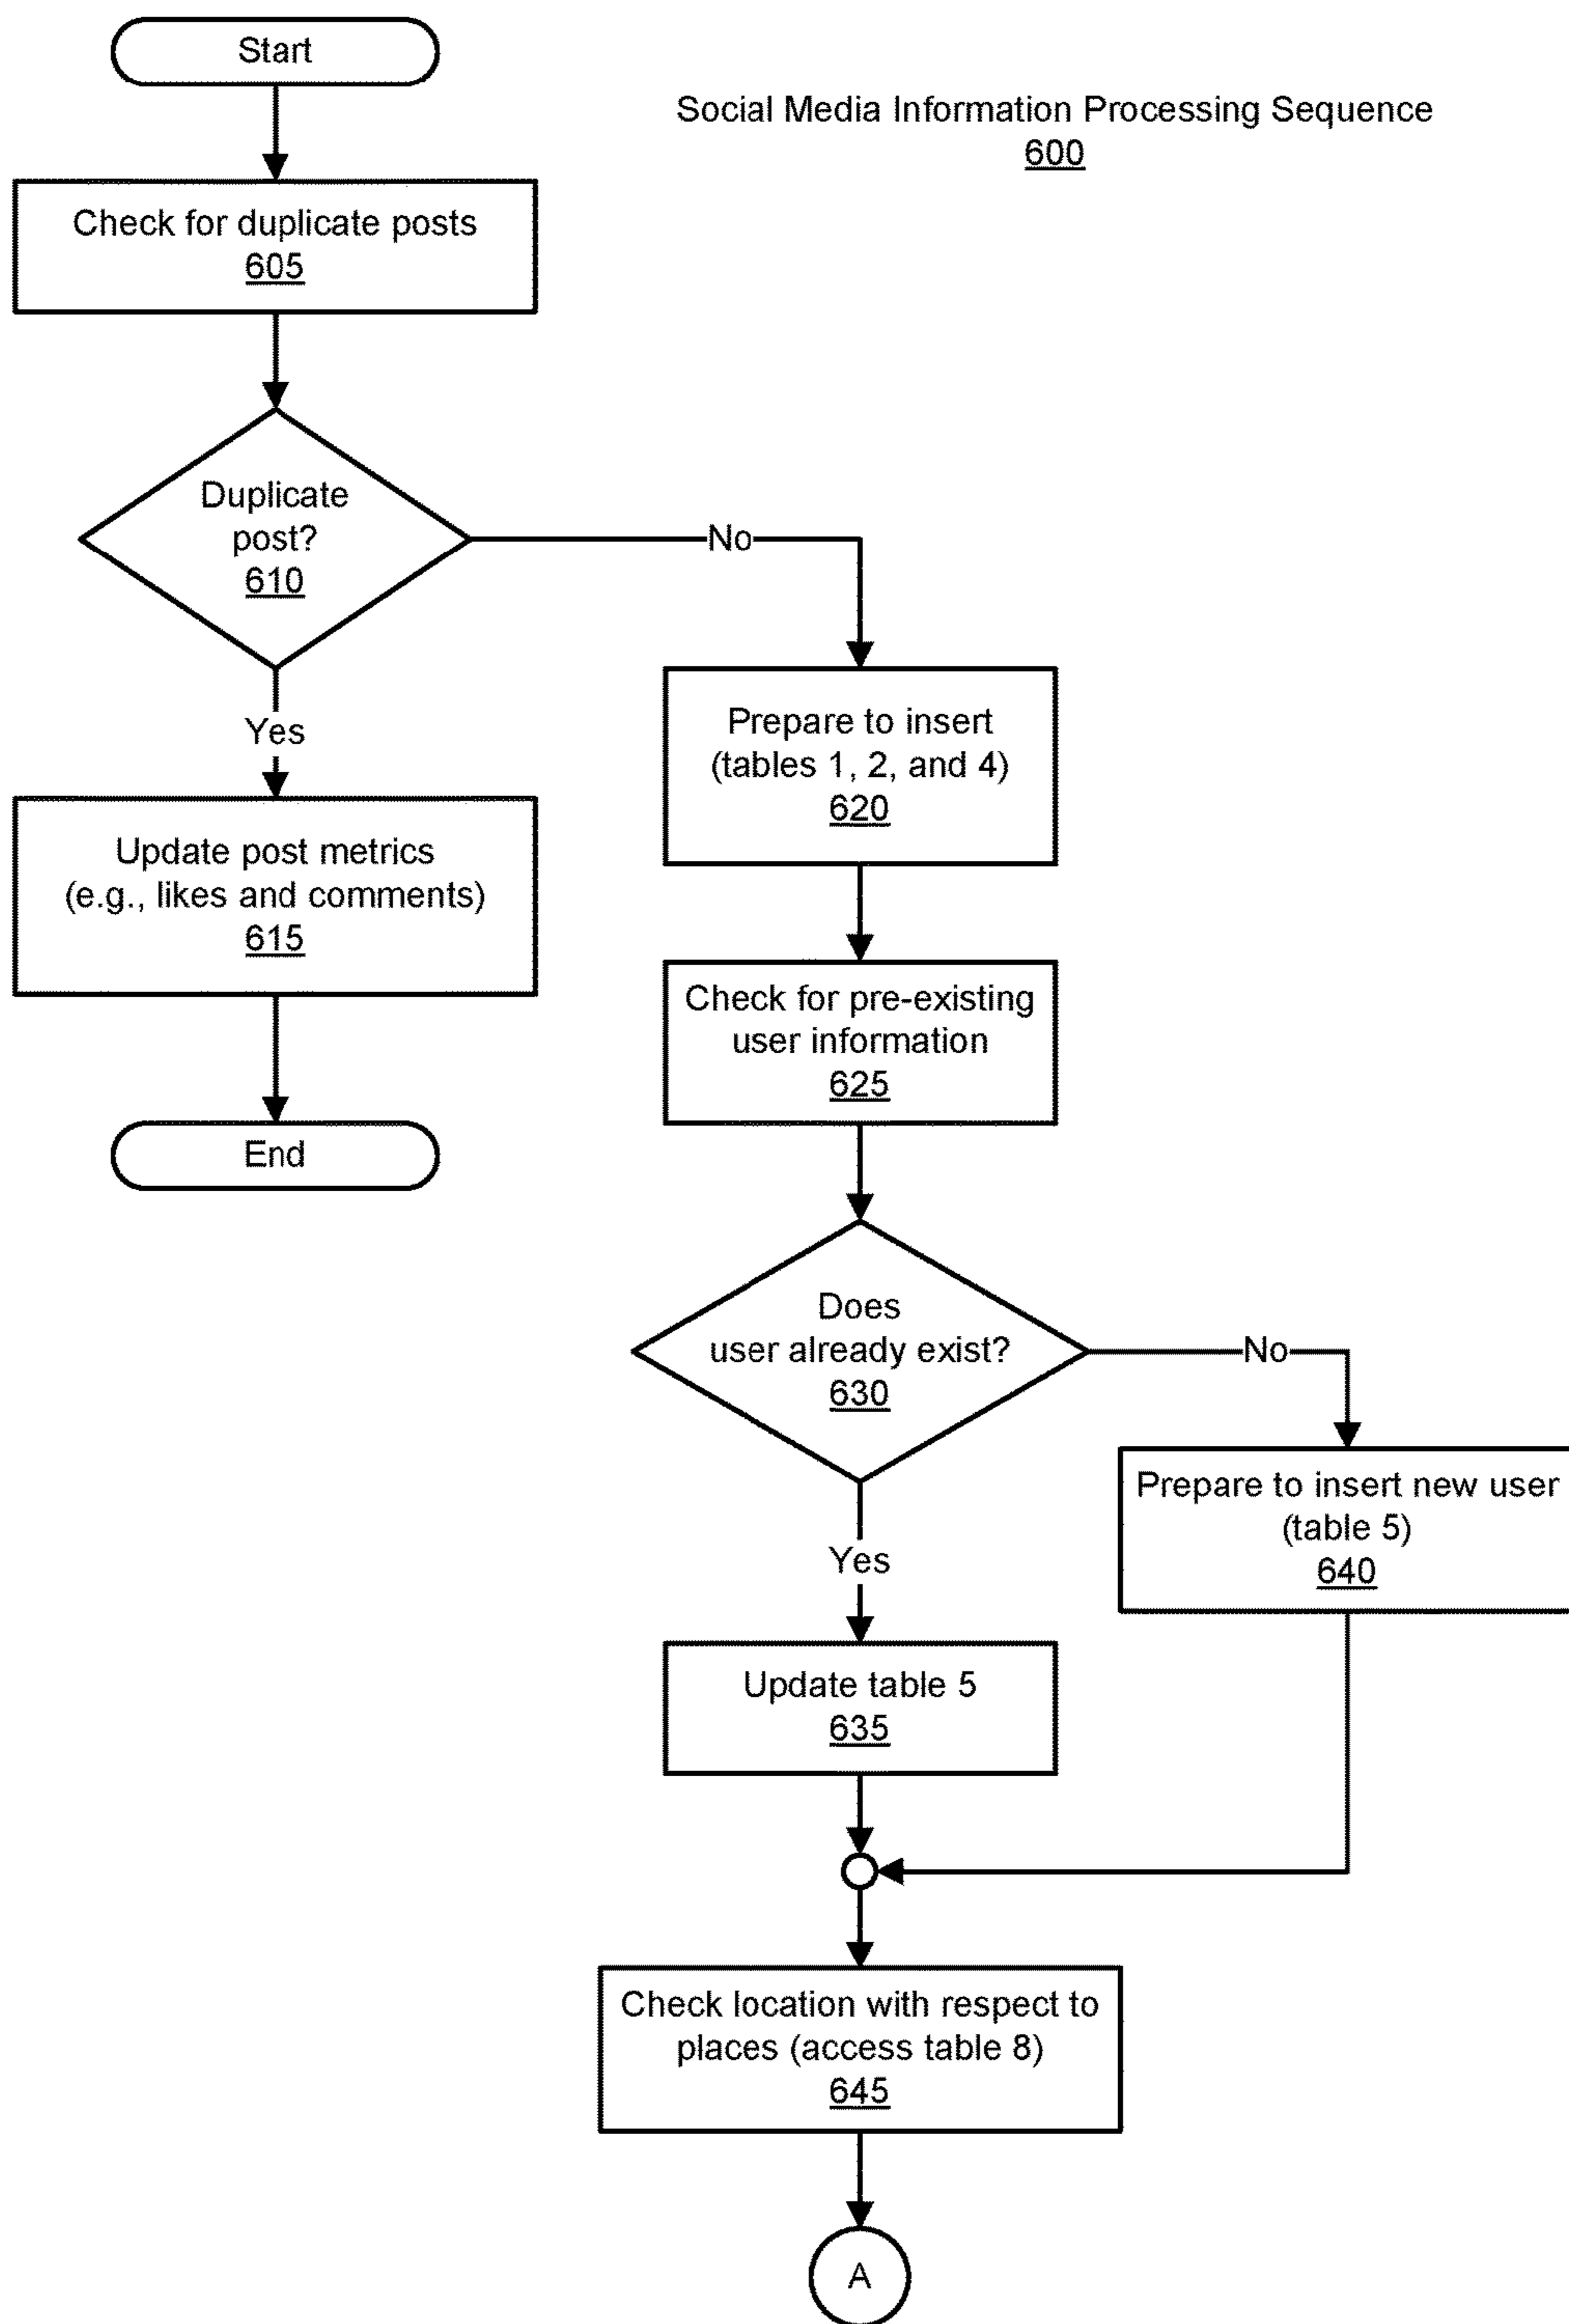 Start
Social Media Information Processing Sequence
600
Check for duplicate posts
605
Duplicate
post?
610
No
Yes
Prepare to insert
(tables 1, 2, and 4)
620
Update post metrics
(e.g., likes and comments)
615
Check for pre-existing
user information
625
End
Does
user already exist?
630
No
Prepare to insert new user
(table 5)
640
Yes
Update table 5
635
Check location with respect to
places (access table 8)
645
A